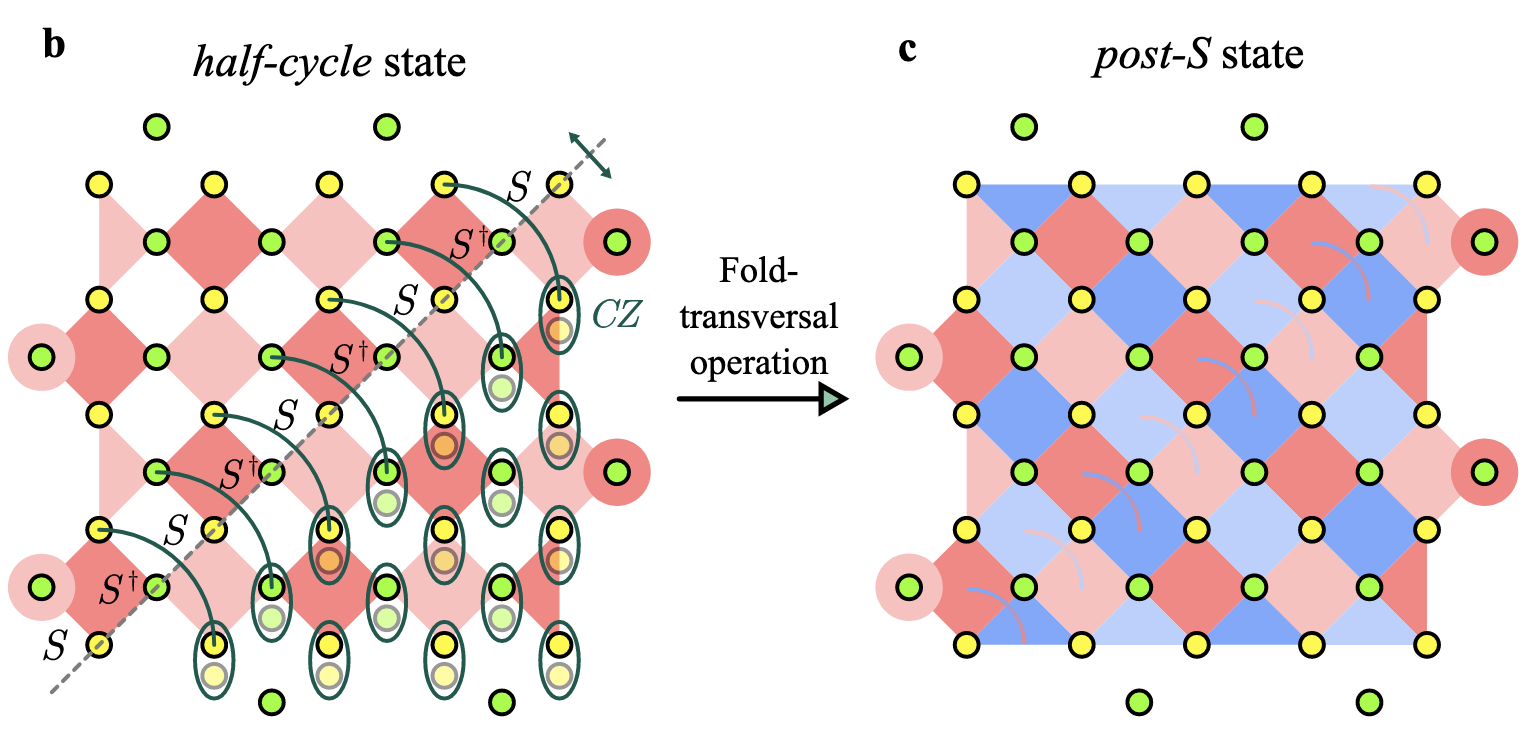 b
half-cycle state
c
post-S state
S
S†
S
CZ
S†
S
S†
S
S†
S
Fold-
transversal
operation